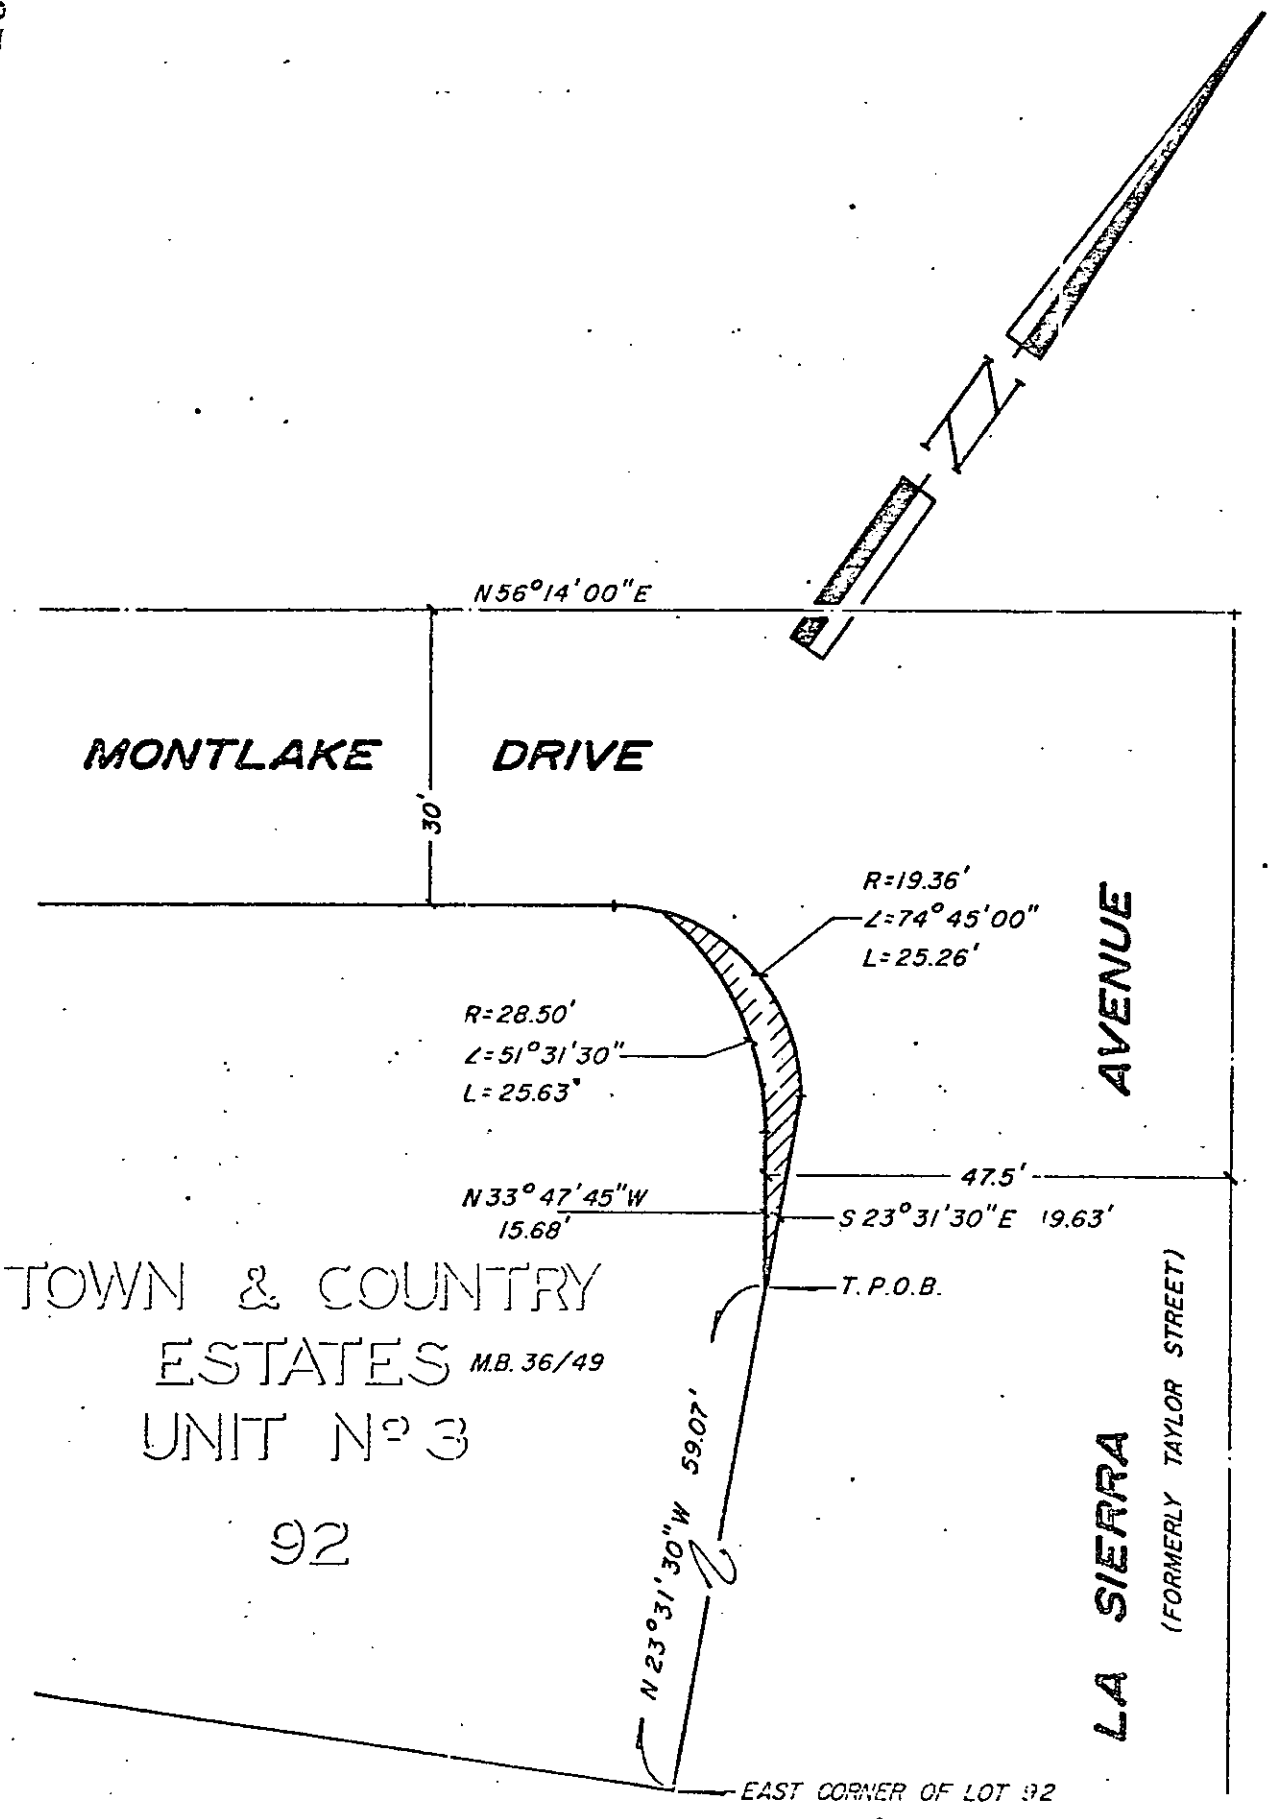 N
N56°14'00"E
MONTLAKE DRIVE
30'
R=19.36'
∠=74°45'00"
L=25.26'
R=28.50'
∠=51°31'30"
L=25.63'
AVENUE
47.5'
N33°47'45"W
15.68'
S23°31'30"E 19.63'
T.P.O.B.
TOWN & COUNTRY
ESTATES M.B. 36/49
UNIT Nº 3
92
N23°31'30"W 59.07'
LA SIERRA
(FORMERLY TAYLOR STREET)
EAST CORNER OF LOT 92